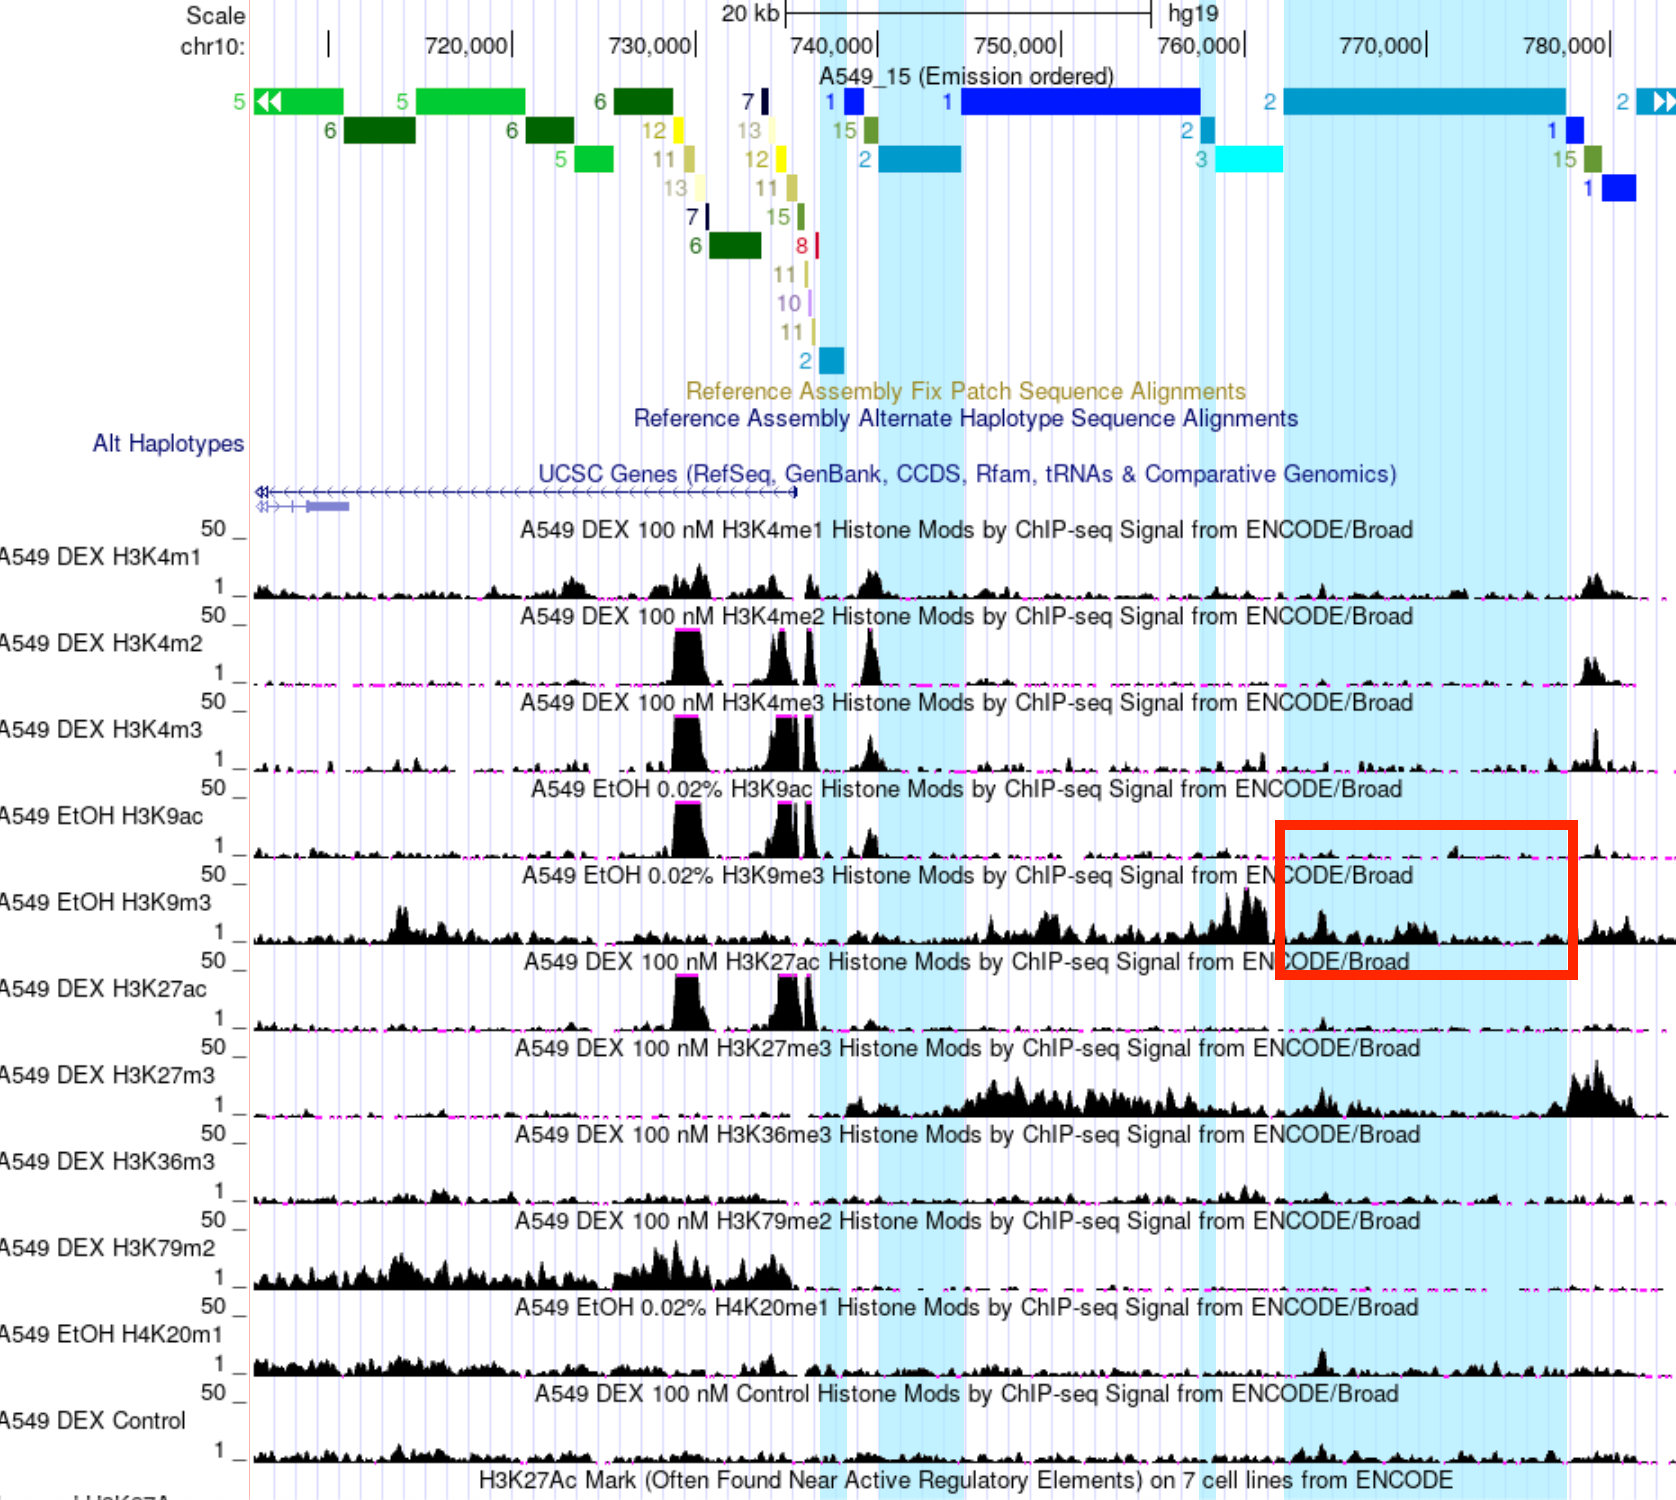 Scale 20 kb hg19
chr10: 720,000 730,000 740,000 750,000 760,000 770,000 780,000
A549_15 (Emission ordered)
5 5 6 7 1 1 2 2
6 6 12 13 15 2 1
5 11 12 2 3 15
13 11 1
7 15
6 8
11
10
11
2
Reference Assembly Fix Patch Sequence Alignments
Reference Assembly Alternate Haplotype Sequence Alignments
Alt Haplotypes
UCSC Genes (RefSeq, GenBank, CCDS, Rfam, tRNAs & Comparative Genomics)
A549 DEX 100 nM H3K4me1 Histone Mods by ChIP-seq Signal from ENCODE/Broad
50
A549 DEX H3K4m1
1
A549 DEX 100 nM H3K4me2 Histone Mods by ChIP-seq Signal from ENCODE/Broad
50
A549 DEX H3K4m2
1
A549 DEX 100 nM H3K4me3 Histone Mods by ChIP-seq Signal from ENCODE/Broad
50
A549 DEX H3K4m3
1
A549 EtOH 0.02% H3K9ac Histone Mods by ChIP-seq Signal from ENCODE/Broad
50
A549 EtOH H3K9ac
1
A549 EtOH 0.02% H3K9me3 Histone Mods by ChIP-seq Signal from ENCODE/Broad
50
A549 EtOH H3K9m3
1
A549 DEX 100 nM H3K27ac Histone Mods by ChIP-seq Signal from ENCODE/Broad
50
A549 DEX H3K27ac
1
A549 DEX 100 nM H3K27me3 Histone Mods by ChIP-seq Signal from ENCODE/Broad
50
A549 DEX H3K27m3
1
A549 DEX 100 nM H3K36me3 Histone Mods by ChIP-seq Signal from ENCODE/Broad
50
A549 DEX H3K36m3
1
A549 DEX 100 nM H3K79me2 Histone Mods by ChIP-seq Signal from ENCODE/Broad
50
A549 DEX H3K79m2
1
A549 EtOH 0.02% H4K20me1 Histone Mods by ChIP-seq Signal from ENCODE/Broad
50
A549 EtOH H4K20m1
1
A549 DEX 100 nM Control Histone Mods by ChIP-seq Signal from ENCODE/Broad
50
A549 DEX Control
1
H3K27Ac Mark (Often Found Near Active Regulatory Elements) on 7 cell lines from ENCODE